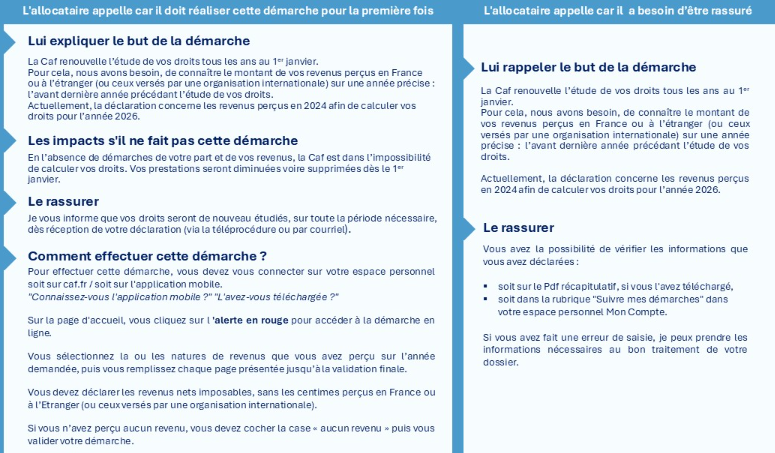 L'allocataire appelle car il doit réaliser cette démarche pour la première fois
Lui expliquer le but de la démarche
La Caf renouvelle l'étude de vos droits tous les ans au 1er janvier.
Pour cela, nous avons besoin, de connaître le montant de vos revenus perçus en France
ou à l'étranger (ou ceux versés par une organisation internationale) sur une année précise :
l'avant dernière année précédant l'étude de vos droits.
Actuellement, la déclaration concerne les revenus perçus en 2024 afin de calculer vos
droits pour l'année 2026.
Les impacts s'il ne fait pas cette démarche
En l'absence de démarches de votre part et de vos revenus, la Caf est dans l'impossibilité
de calculer vos droits. Vos prestations seront diminuées voire supprimées dès le 1er
janvier.
Le rassurer
Je vous informe que vos droits seront de nouveau étudiés, sur toute la période nécessaire,
dès réception de votre déclaration (via la téléprocédure ou par courriel).
Comment effectuer cette démarche ?
Pour effectuer cette démarche, vous devez vous connecter sur votre espace personnel
soit sur caf.fr / soit sur l'application mobile.
"Connaissez-vous l'application mobile ?" "L'avez-vous téléchargée ?"
Sur la page d'accueil, vous cliquez sur l 'alerte en rouge pour accéder à la démarche en
ligne.
Vous sélectionnez la ou les natures de revenus que vous avez perçu sur l'année
demandée, puis vous remplissez chaque page présentée jusqu'à la validation finale.
Vous devez déclarer les revenus nets imposables, sans les centimes perçus en France ou
à l'Etranger (ou ceux versés par une organisation internationale).
Si vous n'avez perçu aucun revenu, vous devez cocher la case « aucun revenu » puis vous
valider votre démarche.
L'allocataire appelle car il a besoin d'être rassuré
Lui rappeler le but de la démarche
La Caf renouvelle l'étude de vos droits tous les ans au 1er
janvier.
Pour cela, nous avons besoin, de connaître le montant de
vos revenus perçus en France ou à l'étranger (ou ceux
versés par une organisation internationale) sur une année
précise : l'avant dernière année précédant l'étude de vos
droits.
Actuellement, la déclaration concerne les revenus perçus
en 2024 afin de calculer vos droits pour l'année 2026.
Le rassurer
Vous avez la possibilité de vérifier les informations que
vous avez déclarées :
▪ soit sur le Pdf récapitulatif, si vous l'avez téléchargé,
▪ soit dans la rubrique "Suivre mes démarches" dans
votre espace personnel Mon Compte.
Si vous avez fait une erreur de saisie, je peux prendre les
informations nécessaires au bon traitement de votre
dossier.